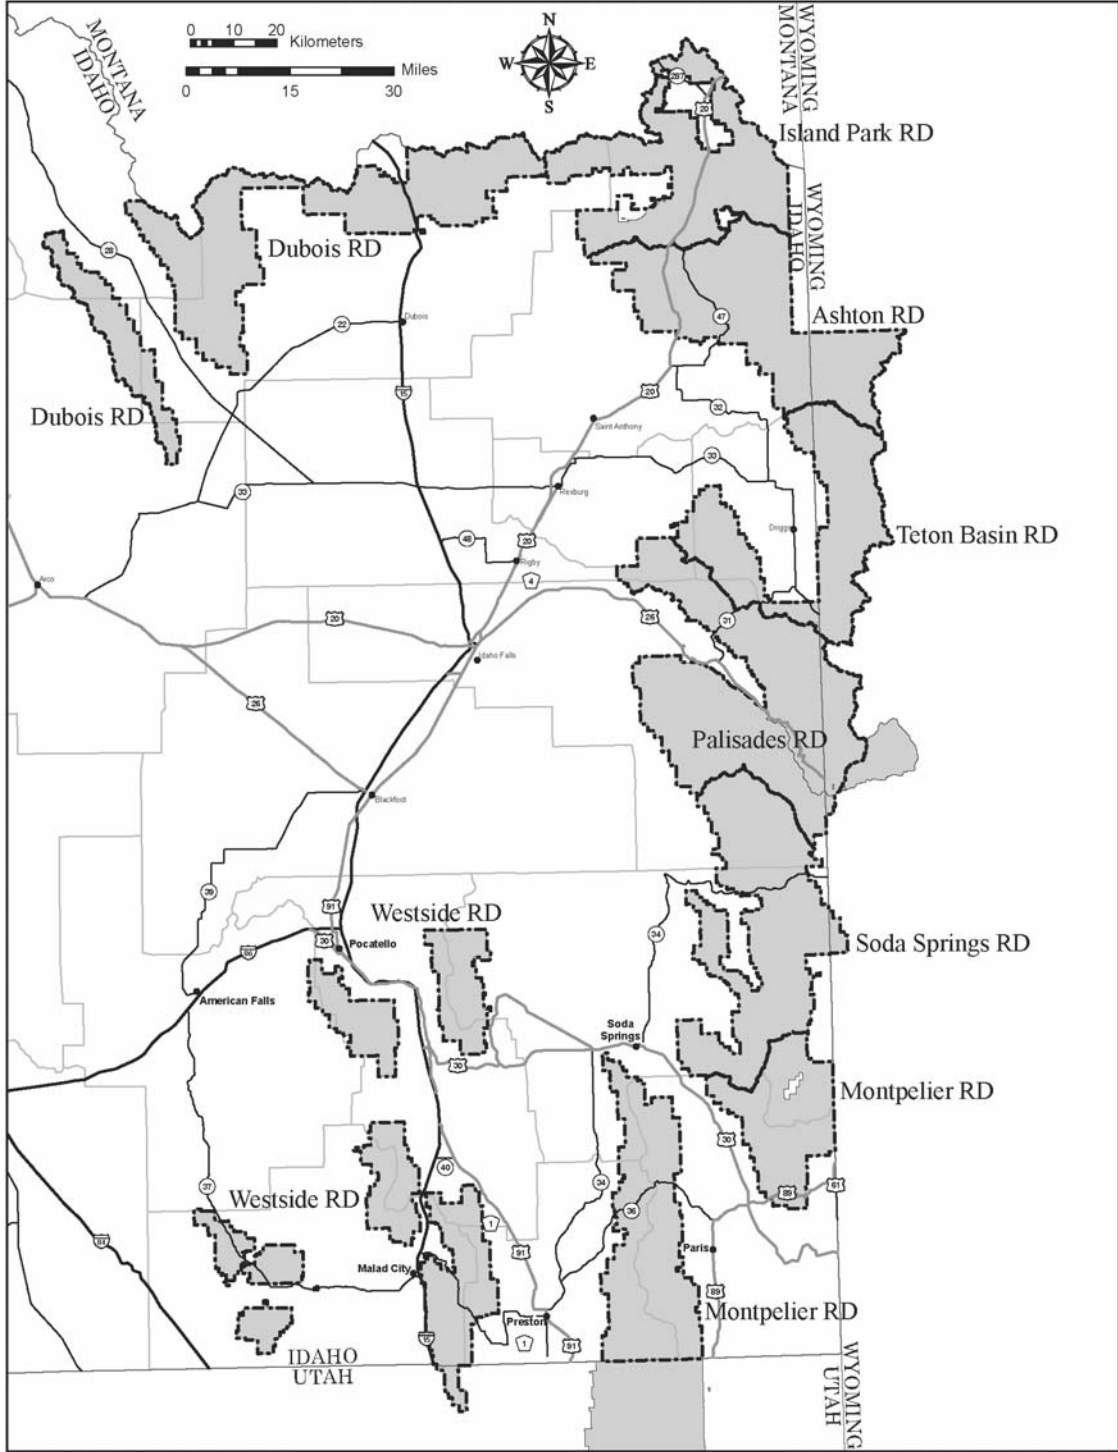 MONTANA
IDAHO
0 10 20 Kilometers
Miles
0 15 30
N
W E
S
WYOMING
MONTANA
287
20
Island Park RD
WYOMING
IDAHO
28
Dubois RD
47
Ashton RD
22
Dubois
15
20
32
Dubois RD
Saint Anthony
33
33
Rexburg
Driggs
48
20
Teton Basin RD
Rigby
Arco
4
20
26
31
Idaho Falls
26
Palisades RD
Blackfoot
39
91
Westside RD
30
Pocatello
34
Soda Springs RD
86
American Falls
Soda
Springs
30
Montpelier RD
30
40
37
34
89
61
Westside RD
36
1
84
91
Paris
Malad City
89
Montpelier RD
Preston
15
1
91
IDAHO
UTAH
WYOMING
UTAH